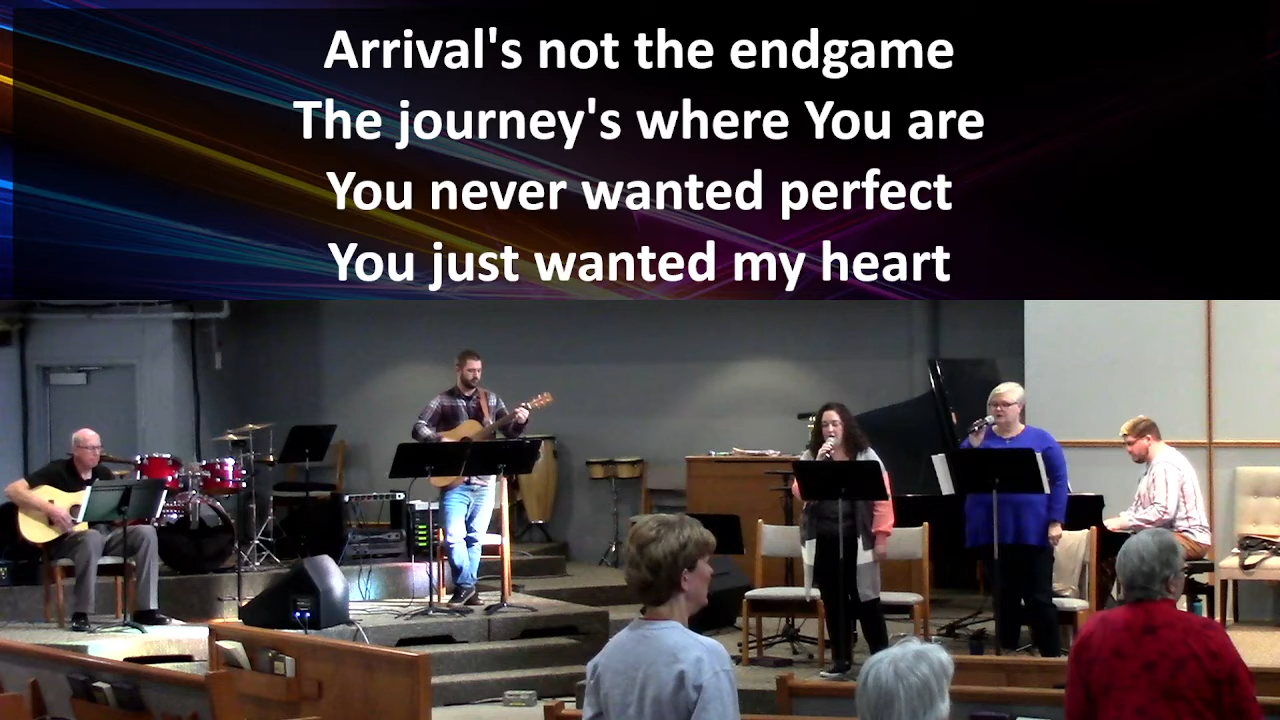 Arrival's not the endgame
The journey's where You are
You never wanted perfect
You just wanted my heart